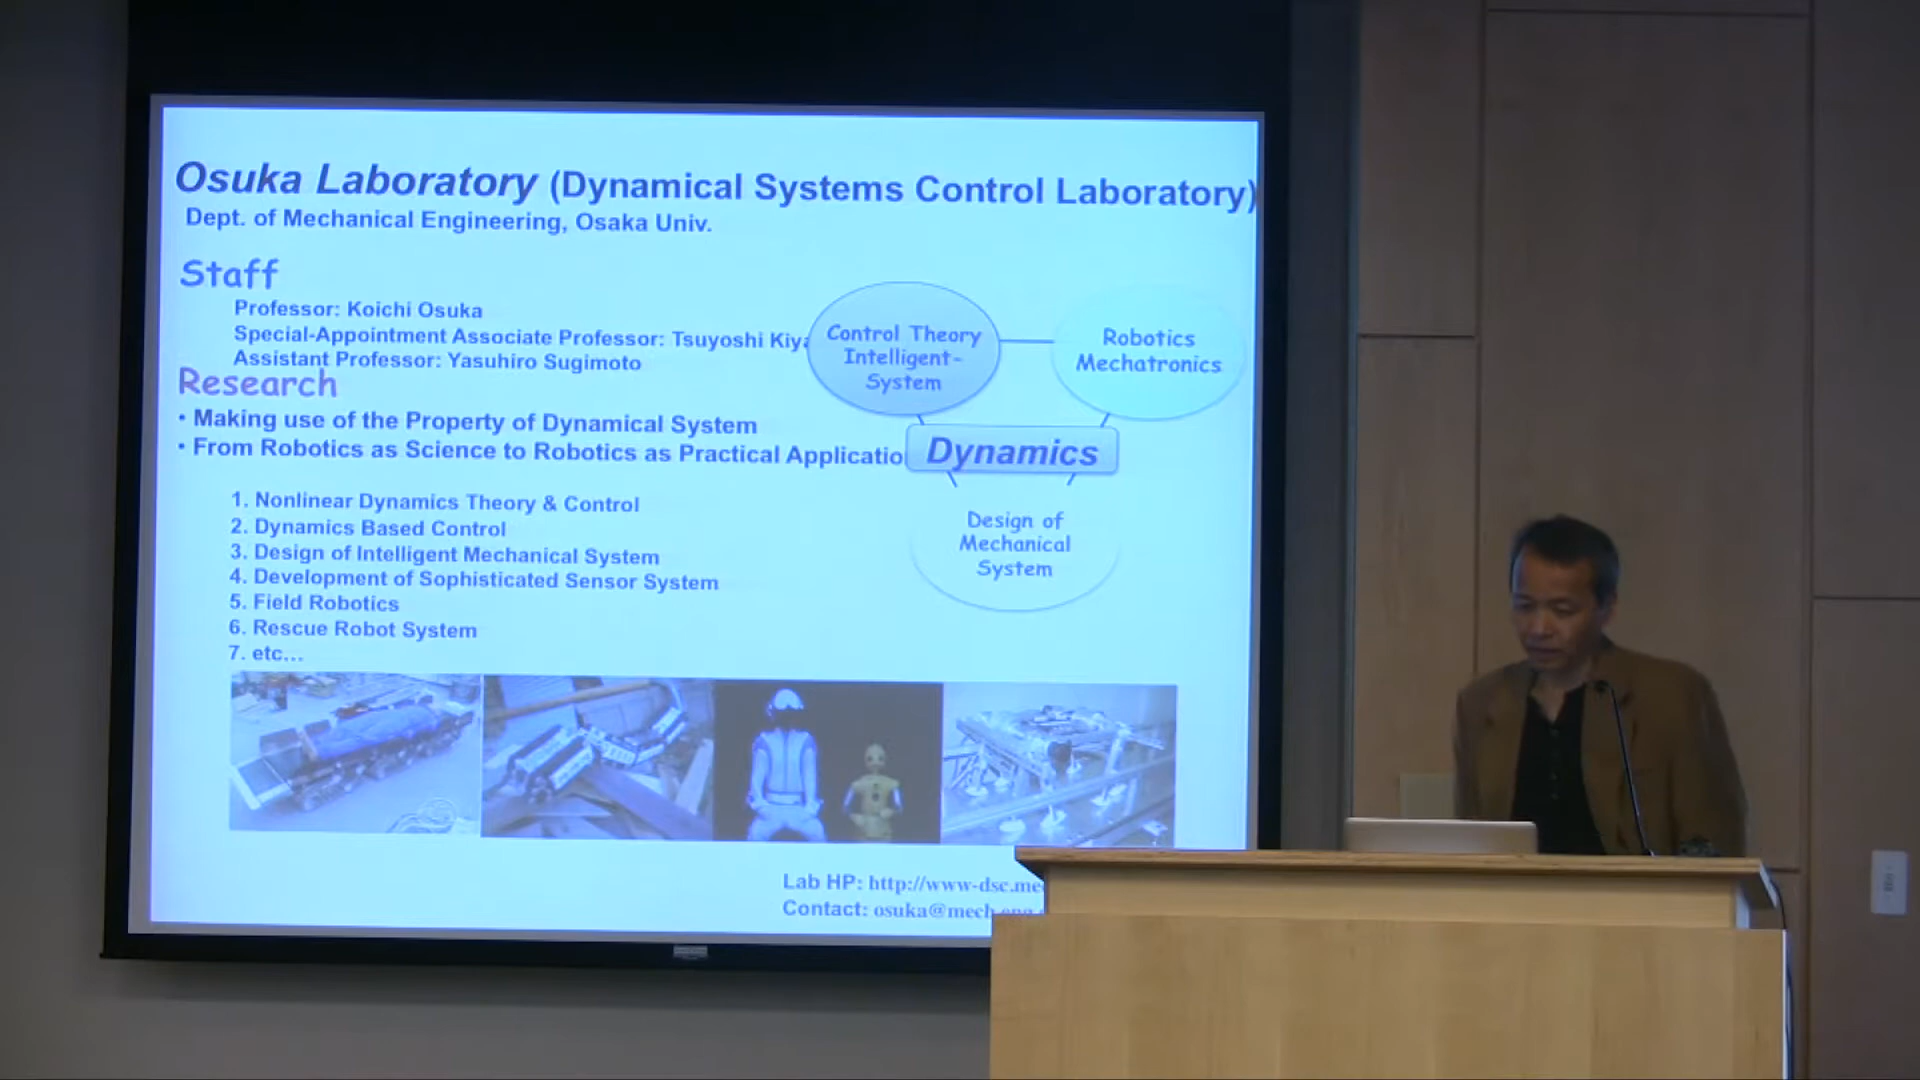 Osuka Laboratory (Dynamical Systems Control Laboratory)
Dept. of Mechanical Engineering, Osaka Univ.
Staff
Professor: Koichi Osuka
Special-Appointment Associate Professor: Tsuyoshi
Assistant Professor: Yasuhiro Sugimoto
Research
• Making use of the Property of Dynamical System
• From Robotics as Science to Robotics as Practical Applicatio
1. Nonlinear Dynamics Theory & Control
2. Dynamics Based Control
3. Design of Intelligent Mechanical System
4. Development of Sophisticated Sensor System
5. Field Robotics
6. Rescue Robot System
7. etc...
Control Theory
Intelligent-
System
Robotics
Mechatronics
Dynamics
Design of
Mechanical
System
Lab HP: http://www-dsc.me
Contact: osuka@mech